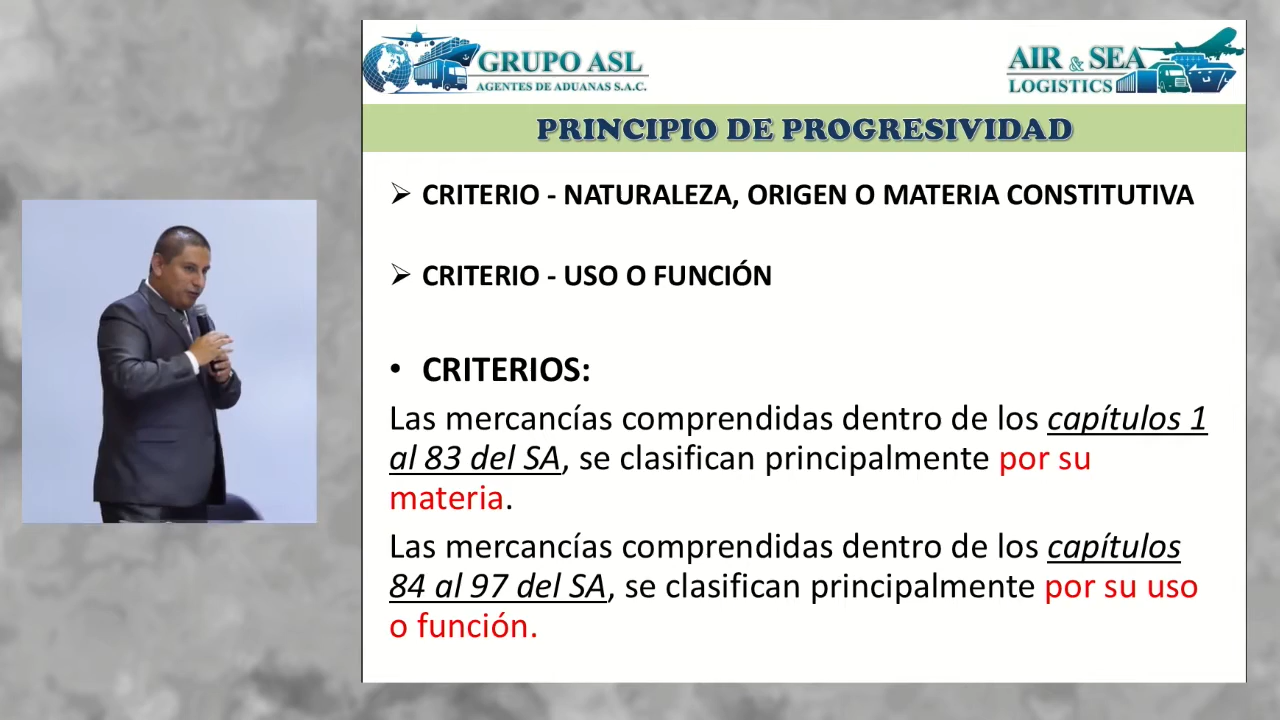 GRUPO ASL
AGENTES DE ADUANAS S.A.C.
AIR & SEA
LOGISTICS
PRINCIPIO DE PROGRESIVIDAD
➢ CRITERIO - NATURALEZA, ORIGEN O MATERIA CONSTITUTIVA
➢ CRITERIO - USO O FUNCIÓN
• CRITERIOS:
Las mercancías comprendidas dentro de los capítulos 1
al 83 del SA, se clasifican principalmente por su
materia.
Las mercancías comprendidas dentro de los capítulos
84 al 97 del SA, se clasifican principalmente por su uso
o función.